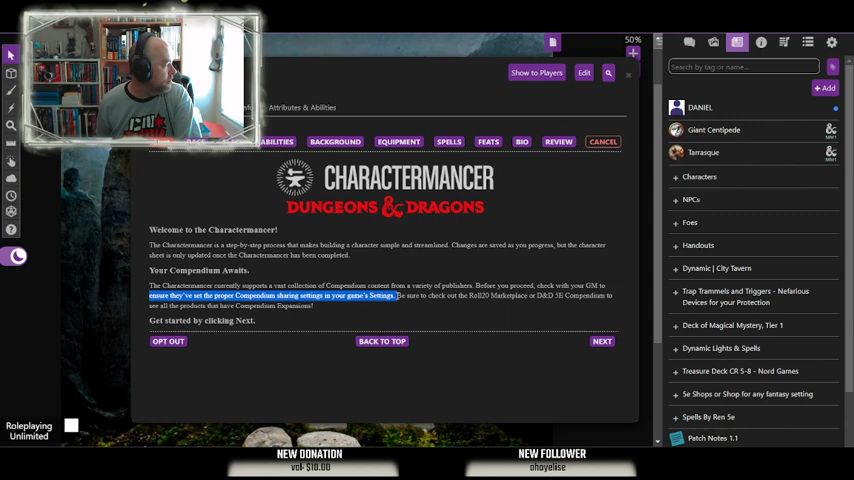 50%
Show to Players
Edit
Search by tag or name...
Add
Attributes & Abilities
DANIEL
Giant Centipede
MM1
Tarrasque
MM1
BACKGROUND
EQUIPMENT
SPELLS
FEATS
BIO
REVIEW
CANCEL
CHARACTERMANCER
DUNGEONS & DRAGONS
Welcome to the Charactermancer!
The Charactermancer is a step-by-step process that makes building a character simple and streamlined. Changes are saved as you progress, but the character
sheet is only updated once the Charactermancer has been completed.
Your Compendium Awaits.
The Charactermancer currently supports a vast collection of Compendium content from a variety of publishers. Before you proceed, check with your GM to
ensure they've set the proper Compendium sharing settings in your game's Settings. Be sure to check out the Roll20 Marketplace or D&D 5E Compendium to
see all the products that have Compendium Expansions!
Get started by clicking Next.
OPT OUT
BACK TO TOP
NEXT
Characters
NPCs
Foes
Handouts
Dynamic | City Tavern
Trap Trammels and Triggers - Nefarious
Devices for your Protection
Deck of Magical Mystery, Tier 1
Dynamic Lights & Spells
Treasure Deck CR 5-8 - Nord Games
5e Shops or Shop for any fantasy setting
Spells By Ren 5e
Patch Notes 1.1
Roleplaying
Unlimited
NEW DONATION
vol- $10.00
NEW FOLLOWER
ohoyelise